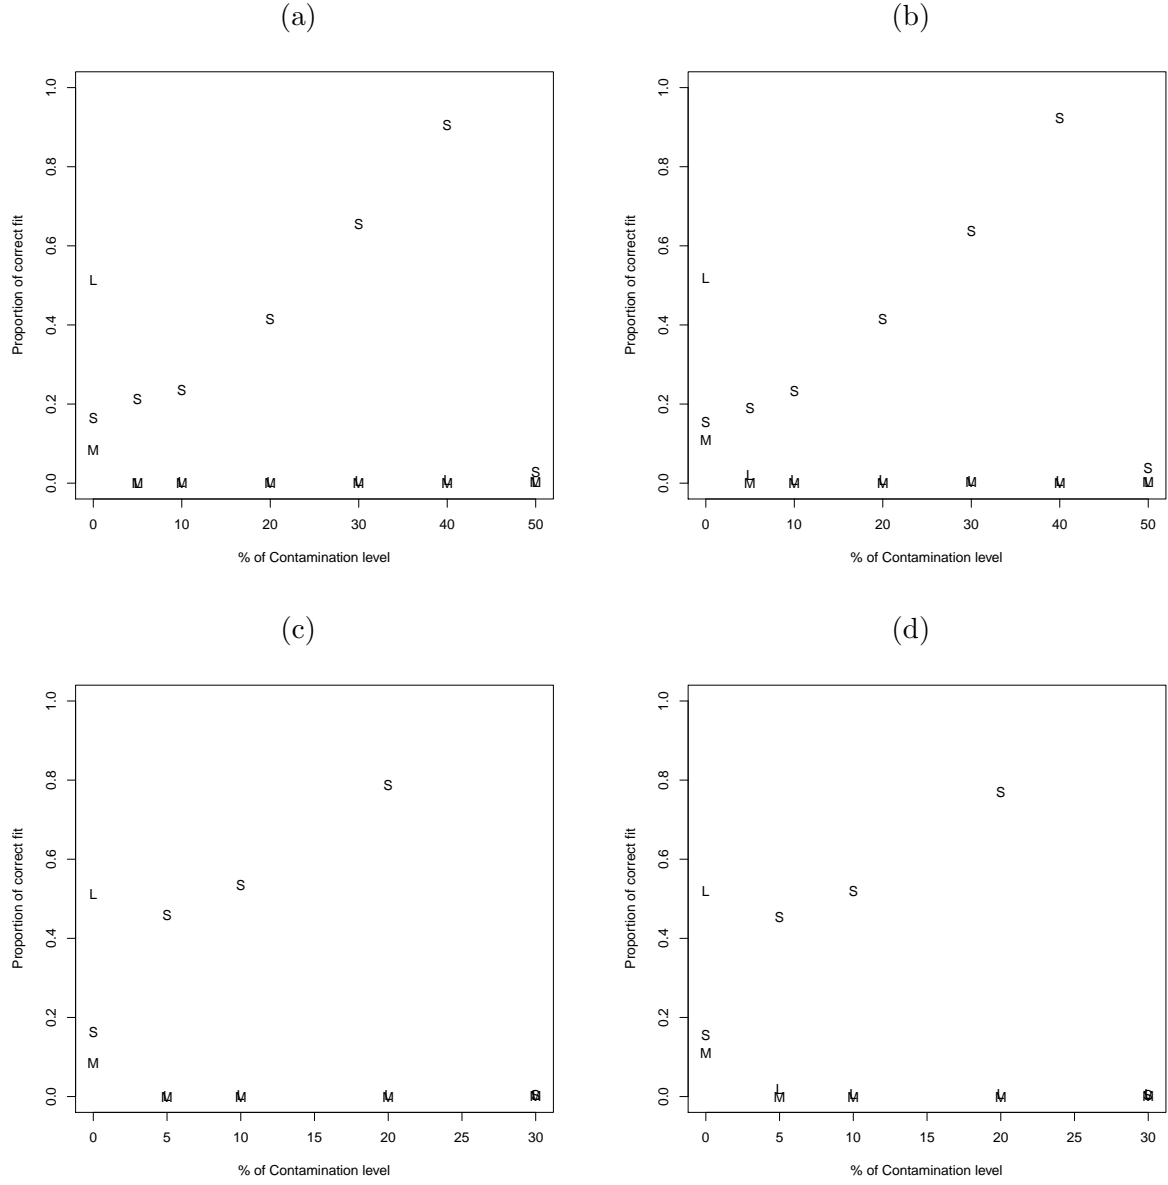 (a)
1.0
0.8
0.6
0.4
0.2
0.0
Proportion of correct fit
L
S
M
S
S
S
S
S
S
L
M
L
M
L
M
L
M
L
M
L
M
0 10 20 30 40 50
% of Contamination level
(b)
1.0
0.8
0.6
0.4
0.2
0.0
Proportion of correct fit
L
S
M
S
S
S
S
S
S
L
M
L
M
L
M
L
M
L
M
L
M
0 10 20 30 40 50
% of Contamination level
(c)
1.0
0.8
0.6
0.4
0.2
0.0
Proportion of correct fit
L
S
M
S
S
S
S
L
M
L
M
L
M
L
M
0 5 10 15 20 25 30
% of Contamination level
(d)
1.0
0.8
0.6
0.4
0.2
0.0
Proportion of correct fit
L
S
M
S
S
S
S
L
M
L
M
L
M
L
M
0 5 10 15 20 25 30
% of Contamination level